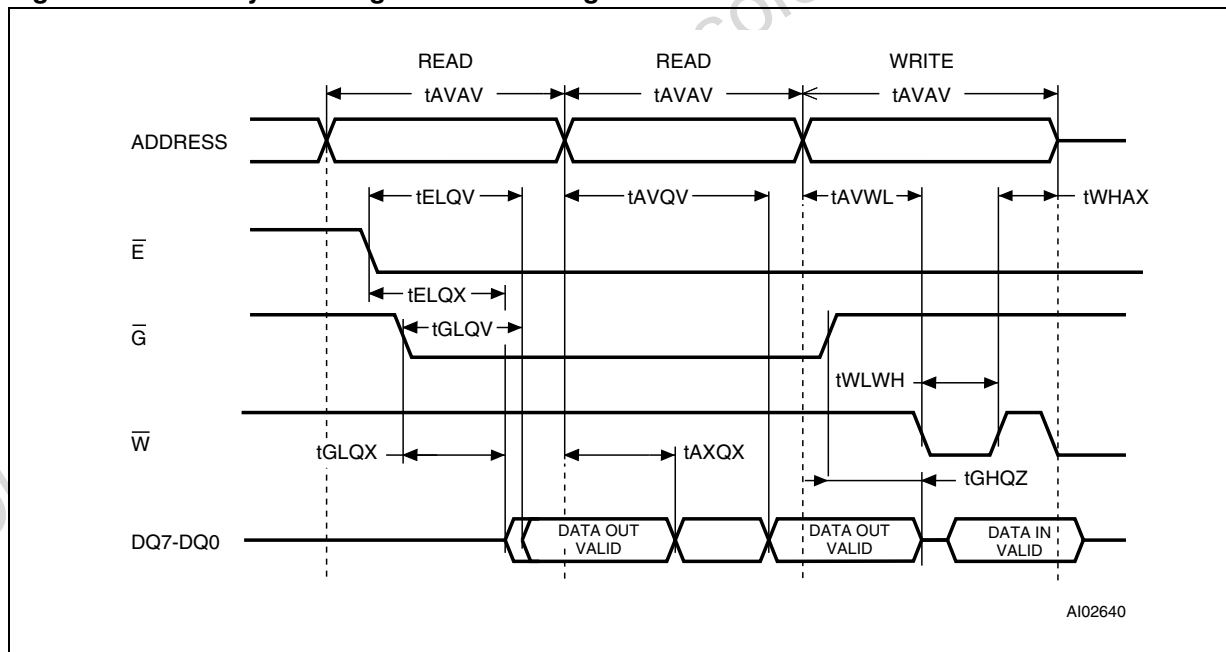 READ READ WRITE
tAVAV tAVAV tAVAV
ADDRESS
tELQV tAVQV tAVWL tWHAX
E
tELQX
G tGLQV
tWLWH
W
tGLQX tAXQX
tGHQZ
DQ7-DQ0 DATA OUT VALID DATA OUT VALID DATA IN VALID
AI02640